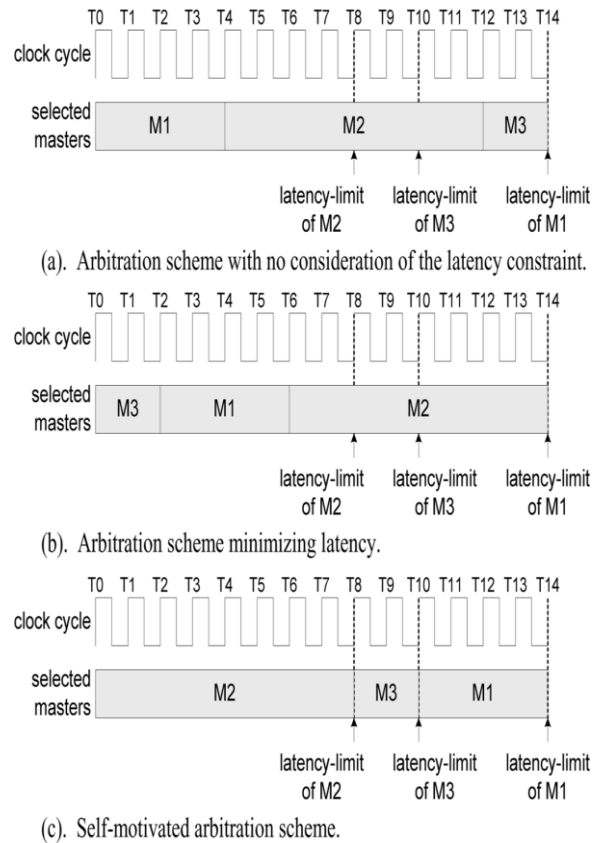 T0 T1 T2 T3 T4 T5 T6 T7 T8 T9 T10 T11 T12 T13 T14
clock cycle
selected
masters
M1 M2 M3
latency-limit latency-limit latency-limit
of M2 of M3 of M1
(a). Arbitration scheme with no consideration of the latency constraint.
T0 T1 T2 T3 T4 T5 T6 T7 T8 T9 T10 T11 T12 T13 T14
clock cycle
selected
masters
M3 M1 M2
latency-limit latency-limit latency-limit
of M2 of M3 of M1
(b). Arbitration scheme minimizing latency.
T0 T1 T2 T3 T4 T5 T6 T7 T8 T9 T10 T11 T12 T13 T14
clock cycle
selected
masters
M2 M3 M1
latency-limit latency-limit latency-limit
of M2 of M3 of M1
(c). Self-motivated arbitration scheme.